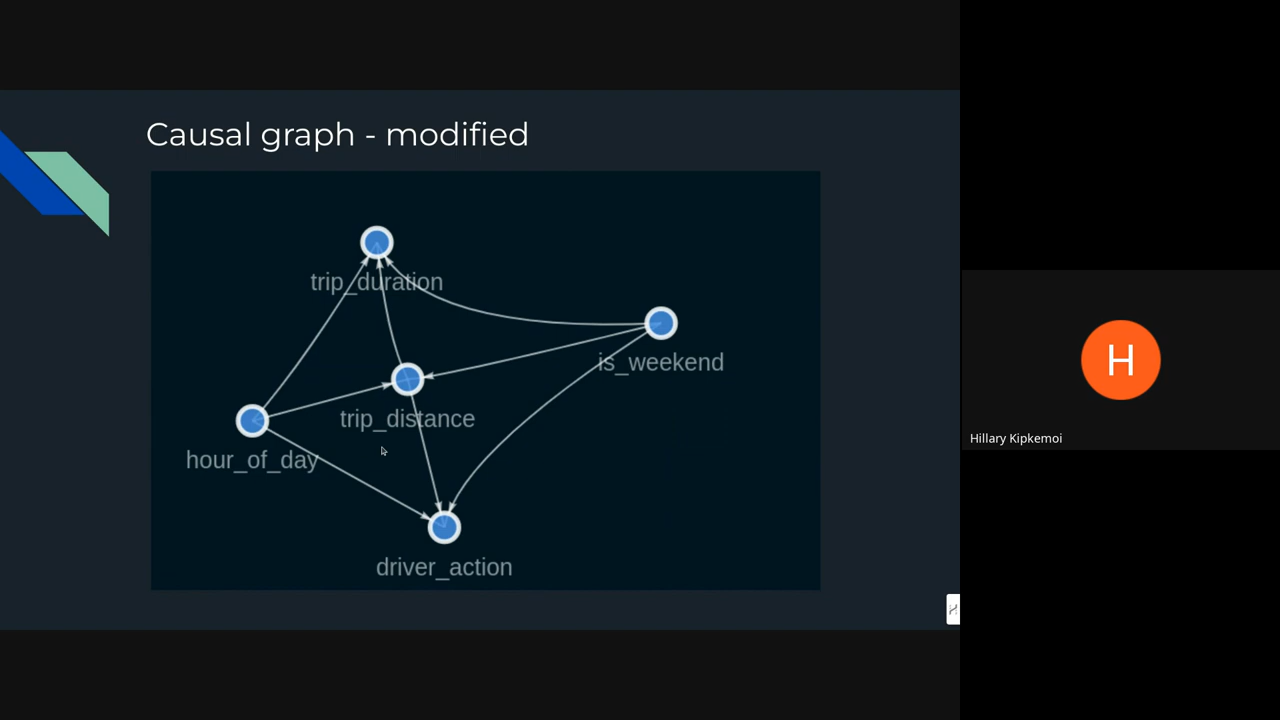 Causal graph - modified
trip_duration
is_weekend
trip_distance
hour_of_day
driver_action
H
Hillary Kipkemoi